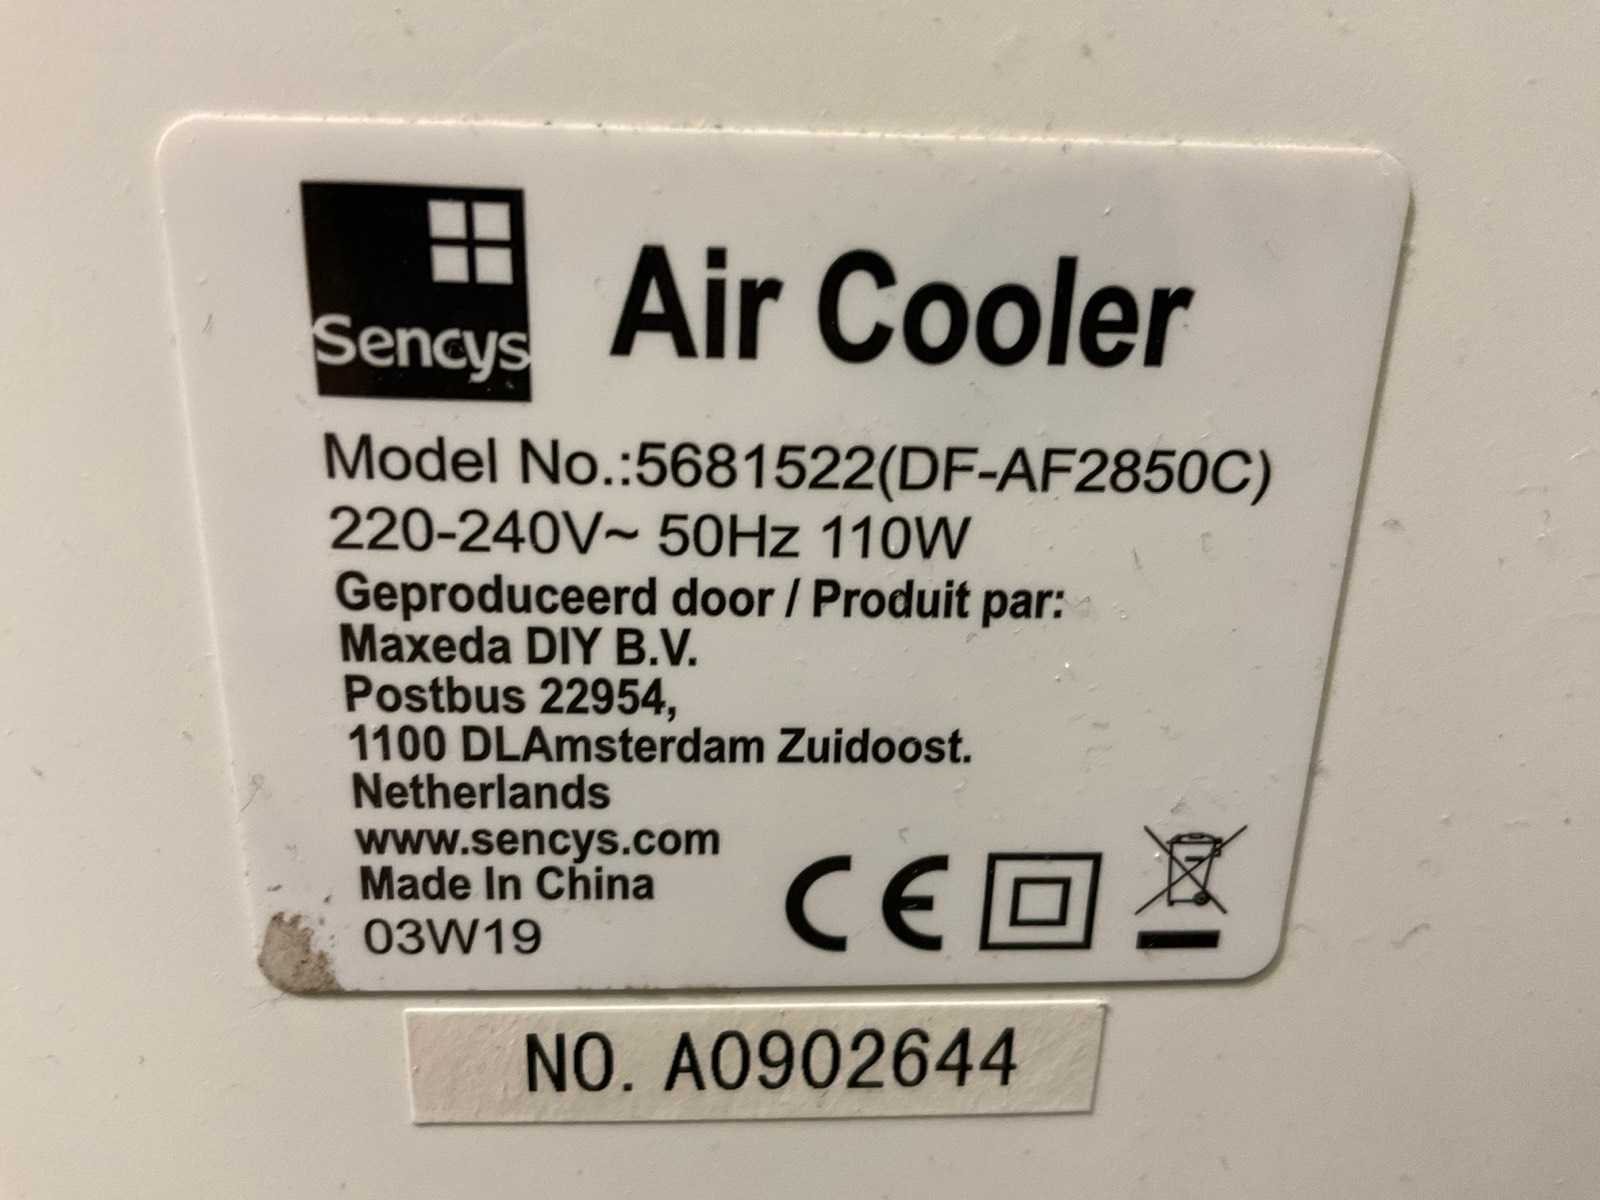 Sencys
Air Cooler
Model No.:5681522(DF-AF2850C)
220-240V~ 50Hz 110W
Geproduceerd door / Produit par:
Maxeda DIY B.V.
Postbus 22954,
1100 DLAmsterdam Zuidoost.
Netherlands
www.sencys.com
Made In China
03W19
CE
NO. A0902644